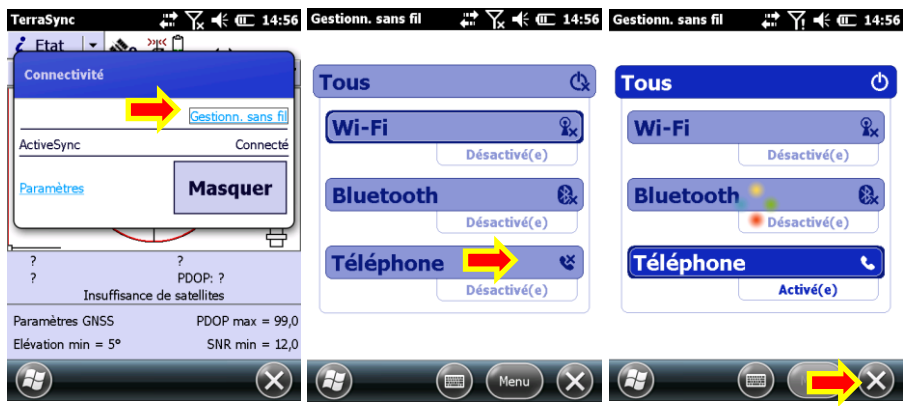 TerraSync 14:56
Etat
Connectivité
Gestionn. sans fil
ActiveSync Connecté
Paramètres Masquer
? ?
? PDOP: ?
Insuffisance de satellites
Paramètres GNSS PDOP max = 99,0
Elévation min = 5° SNR min = 12,0
Gestionn. sans fil 14:56
Tous
Wi-Fi
Désactivé(e)
Bluetooth
Désactivé(e)
Téléphone
Désactivé(e)
Menu
Gestionn. sans fil 14:56
Tous
Wi-Fi
Désactivé(e)
Bluetooth
Désactivé(e)
Téléphone
Activé(e)